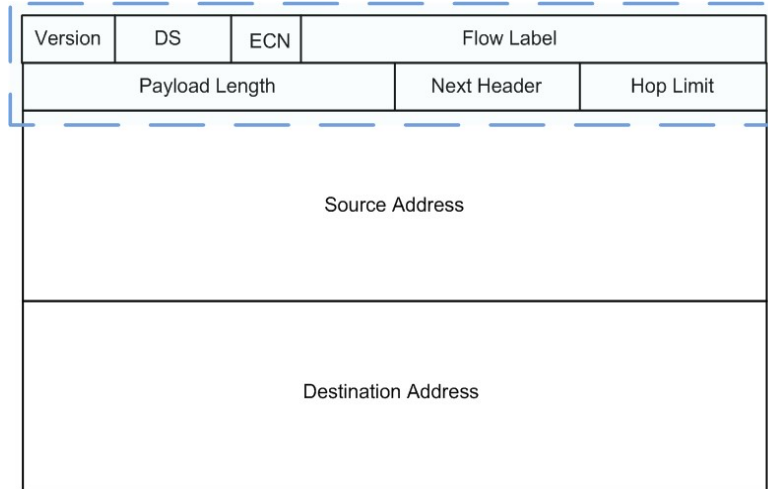 Version DS ECN Flow Label
Payload Length Next Header Hop Limit
Source Address
Destination Address